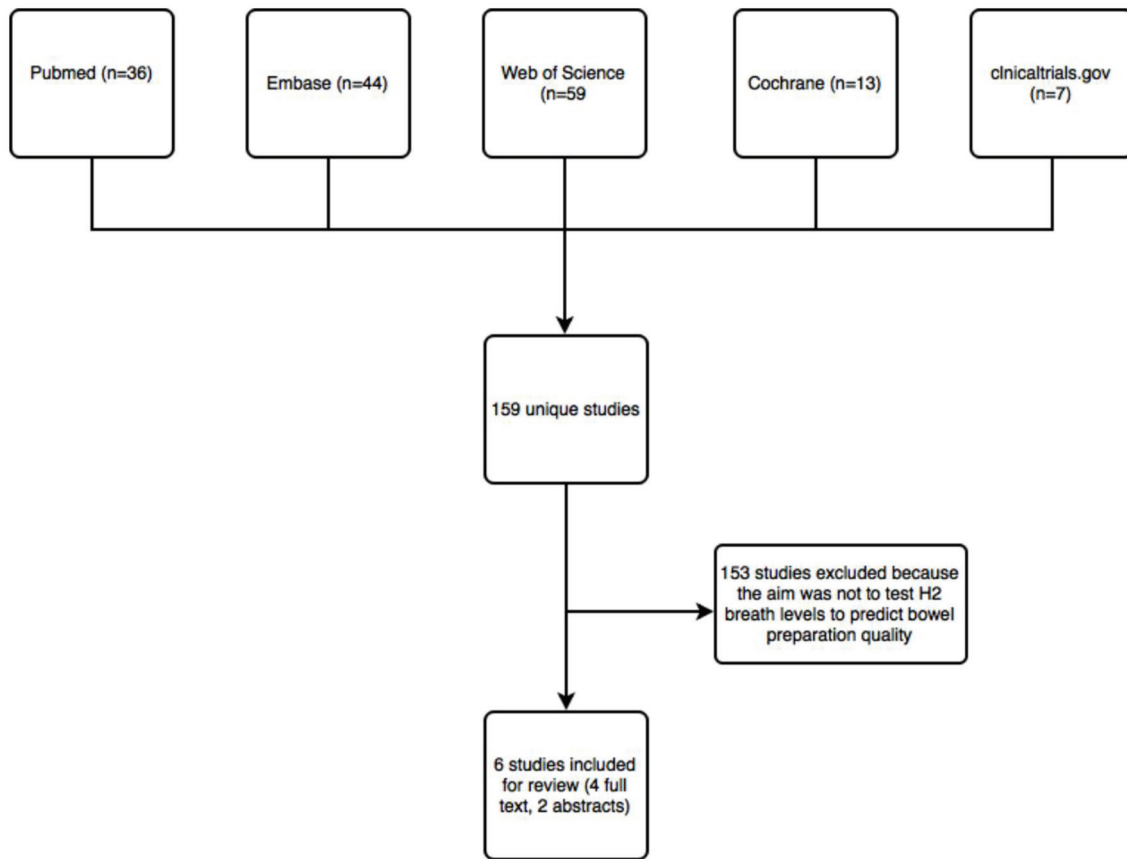 Pubmed (n=36)
Embase (n=44)
Web of Science
(n=59
Cochrane (n=13)
clnicaltrials.gov
(n=7)
159 unique studies
153 studies excluded because
the aim was not to test H2
breath levels to predict bowel
preparation quality
6 studies included
for review (4 full
text, 2 abstracts)